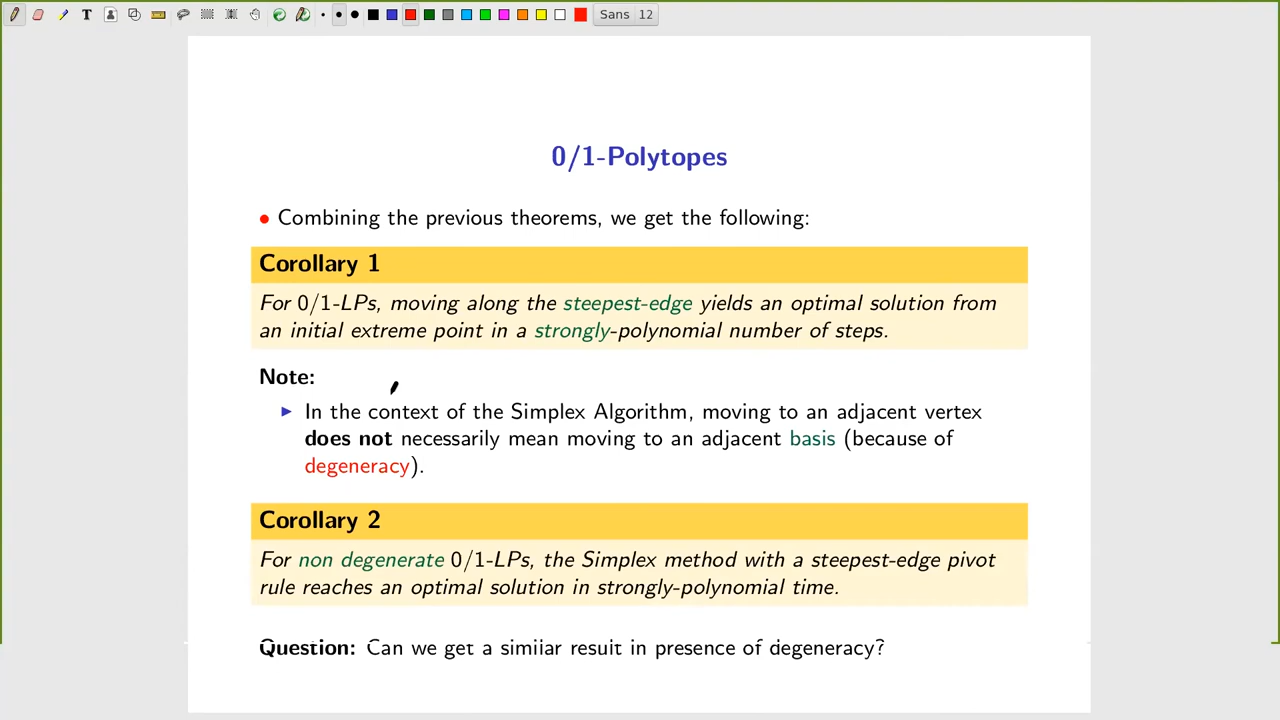 Sans 12
0/1-Polytopes
• Combining the previous theorems, we get the following:
Corollary 1
For 0/1-LPs, moving along the steepest-edge yields an optimal solution from
an initial extreme point in a strongly-polynomial number of steps.
Note:
▶ In the context of the Simplex Algorithm, moving to an adjacent vertex
does not necessarily mean moving to an adjacent basis (because of
degeneracy).
Corollary 2
For non degenerate 0/1-LPs, the Simplex method with a steepest-edge pivot
rule reaches an optimal solution in strongly-polynomial time.
Question: Can we get a similar result in presence of degeneracy?